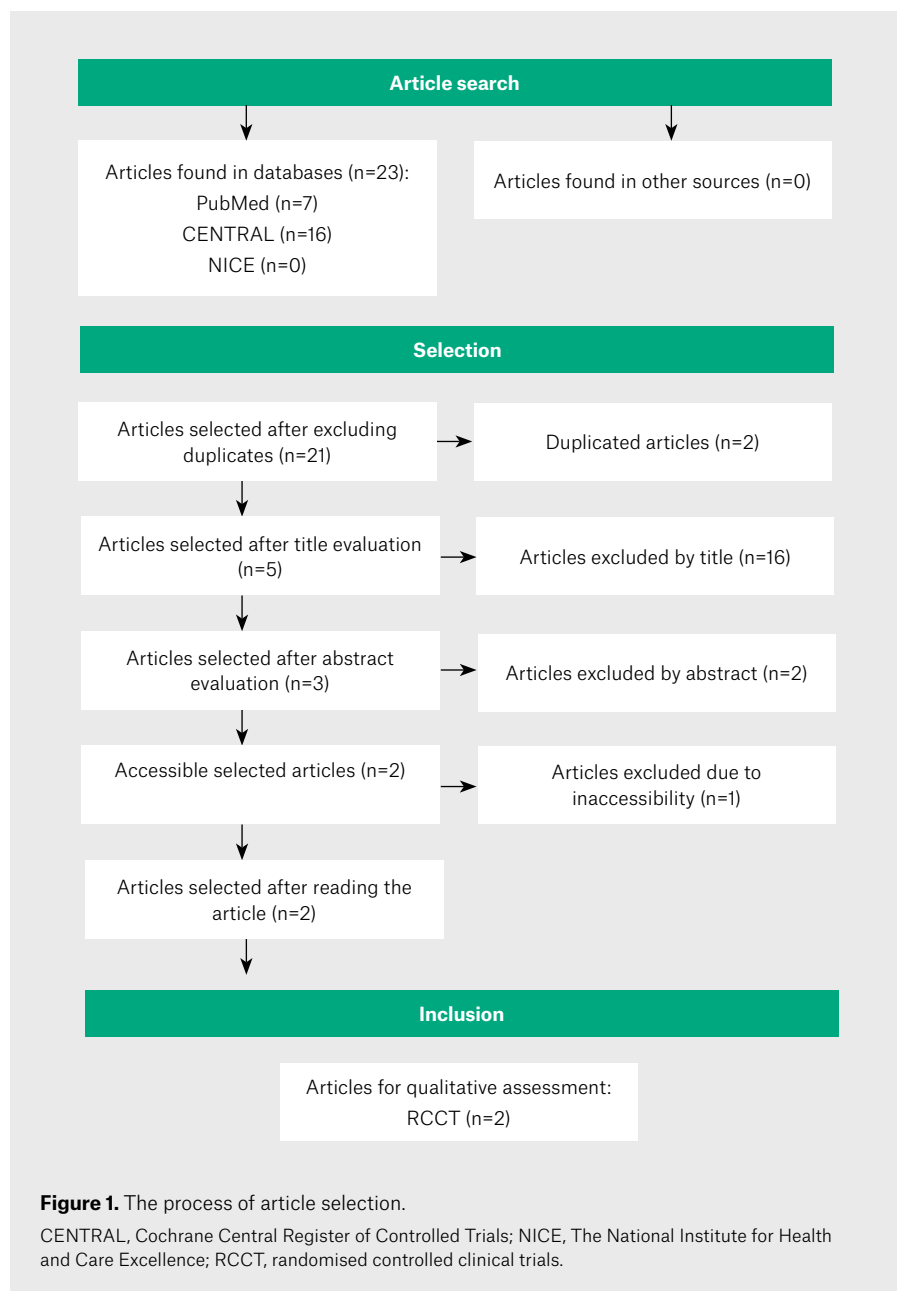 Article search
Articles found in databases (n=23):
PubMed (n=7)
CENTRAL (n=16)
NICE (n=0)
Articles found in other sources (n=0)
Selection
Articles selected after excluding
duplicates (n=21)
Duplicated articles (n=2)
Articles selected after title evaluation
(n=5)
Articles excluded by title (n=16)
Articles selected after abstract
evaluation (n=3)
Articles excluded by abstract (n=2)
Accessible selected articles (n=2)
Articles excluded due to
inaccessibility (n=1)
Articles selected after reading the
article (n=2)
Inclusion
Articles for qualitative assessment:
RCCT (n=2)
Figure 1. The process of article selection.
CENTRAL, Cochrane Central Register of Controlled Trials; NICE, The National Institute for Health
and Care Excellence; RCCT, randomised controlled clinical trials.